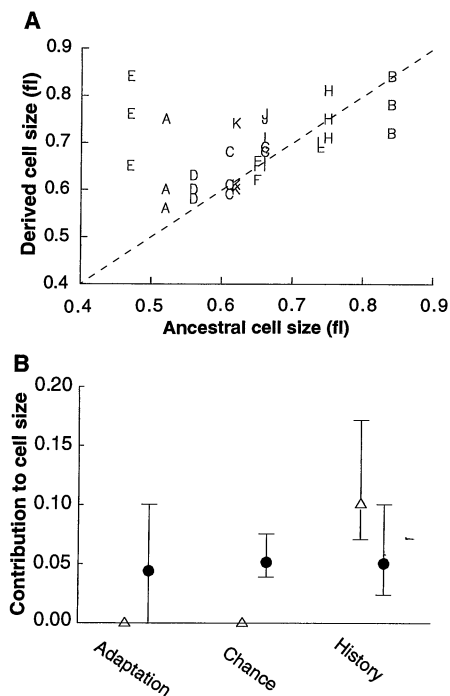 A
Derived cell size (fl)
0.9
0.8
0.7
0.6
0.5
0.4
E
E
E
A
A
A
D
D
D
K
C
C
C
J
I
F
F
H
H
H
L
B
B
B
0.4 0.5 0.6 0.7 0.8 0.9
Ancestral cell size (fl)
B
Contribution to cell size
0.20
0.15
0.10
0.05
0.00
Adaptation
Chance
History